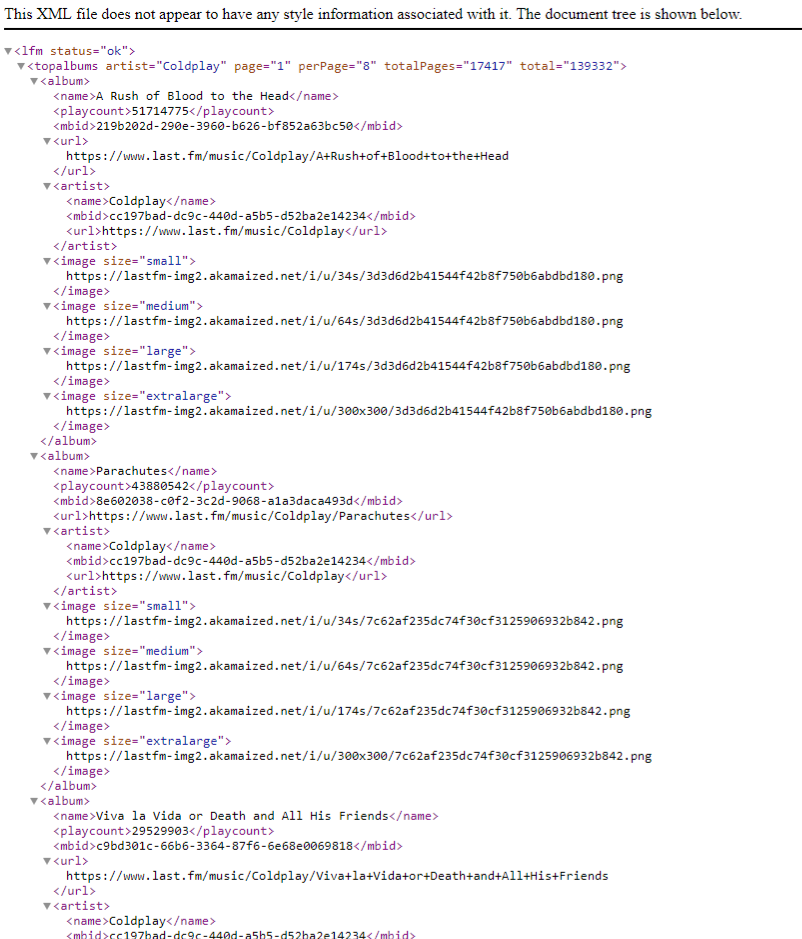 This XML file does not appear to have any style information associated with it. The document tree is shown below.
▼<lfm status="ok">
▼<topalbums artist="Coldplay" page="1" perPage="8" totalPages="17417" total="139332">
▼<album>
<name>A Rush of Blood to the Head</name>
<playcount>51714775</playcount>
<mbid>219b202d-290e-3960-b626-bf852a63bc50</mbid>
▼<url>
https://www.last.fm/music/Coldplay/A+Rush+of+Blood+to+the+Head
</url>
▼<artist>
<name>Coldplay</name>
<mbid>cc197bad-dc9c-440d-a5b5-d52ba2e14234</mbid>
<url>https://www.last.fm/music/Coldplay</url>
</artist>
▼<image size="small">
https://lastfm-img2.akamaized.net/i/u/34s/3d3d6d2b41544f42b8f750b6abdbd180.png
</image>
▼<image size="medium">
https://lastfm-img2.akamaized.net/i/u/64s/3d3d6d2b41544f42b8f750b6abdbd180.png
</image>
▼<image size="large">
https://lastfm-img2.akamaized.net/i/u/174s/3d3d6d2b41544f42b8f750b6abdbd180.png
</image>
▼<image size="extralarge">
https://lastfm-img2.akamaized.net/i/u/300x300/3d3d6d2b41544f42b8f750b6abdbd180.png
</image>
</album>
▼<album>
<name>Parachutes</name>
<playcount>43880542</playcount>
<mbid>8e602038-c0f2-3c2d-9068-a1a3daca493d</mbid>
<url>https://www.last.fm/music/Coldplay/Parachutes</url>
▼<artist>
<name>Coldplay</name>
<mbid>cc197bad-dc9c-440d-a5b5-d52ba2e14234</mbid>
<url>https://www.last.fm/music/Coldplay</url>
</artist>
▼<image size="small">
https://lastfm-img2.akamaized.net/i/u/34s/7c62af235dc74f30cf3125906932b842.png
</image>
▼<image size="medium">
https://lastfm-img2.akamaized.net/i/u/64s/7c62af235dc74f30cf3125906932b842.png
</image>
▼<image size="large">
https://lastfm-img2.akamaized.net/i/u/174s/7c62af235dc74f30cf3125906932b842.png
</image>
▼<image size="extralarge">
https://lastfm-img2.akamaized.net/i/u/300x300/7c62af235dc74f30cf3125906932b842.png
</image>
</album>
▼<album>
<name>Viva la Vida or Death and All His Friends</name>
<playcount>29529903</playcount>
<mbid>c9bd301c-66b6-3364-87f6-6e68e0069818</mbid>
▼<url>
https://www.last.fm/music/Coldplay/Viva+la+Vida+or+Death+and+All+His+Friends
</url>
▼<artist>
<name>Coldplay</name>
<mbid>cc197bad-dc9c-440d-a5b5-d52ba2e14234</mbid>